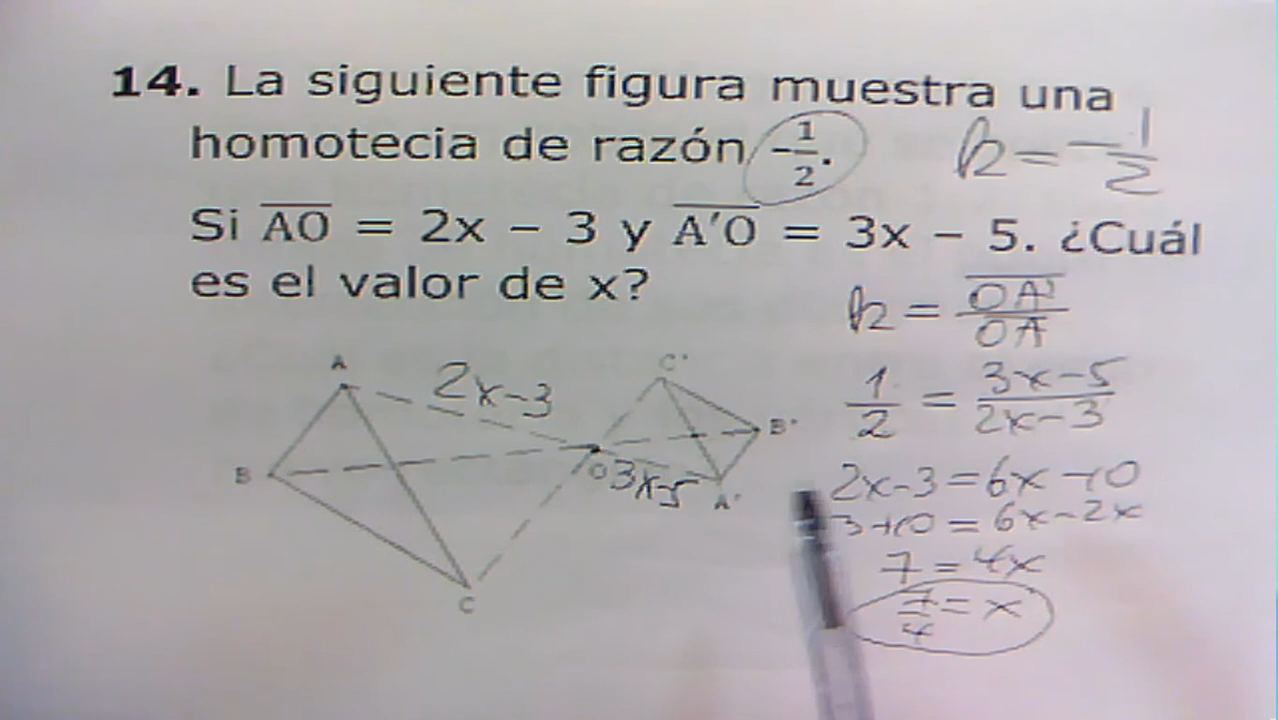 14. La siguiente figura muestra una
homotecia de razón -1/2. k = -1/2
Si AO = 2x – 3 y A'O = 3x – 5. ¿Cuál
es el valor de x?
k = OA'/OA
1/2 = 3x-5/2x-3
2x-3 = 6x-10
3+10 = 6x-2x
7 = 4x
7/4 = x
A
2x-3
C'
B'
B
O
3x-5
A'
C